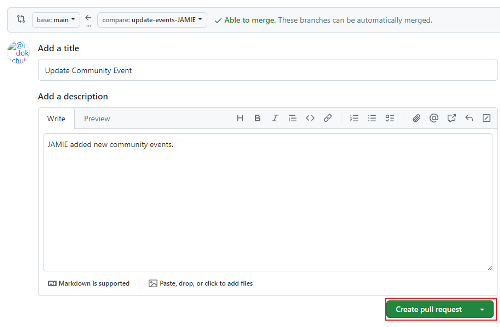 base: main compare: update-events-JAMIE Able to merge. These branches can be automatically merged.
Add a title
Update Community Event
Add a description
Write Preview
JAMIE added new community events.
Markdown is supported Paste, drop, or click to add files
Create pull request